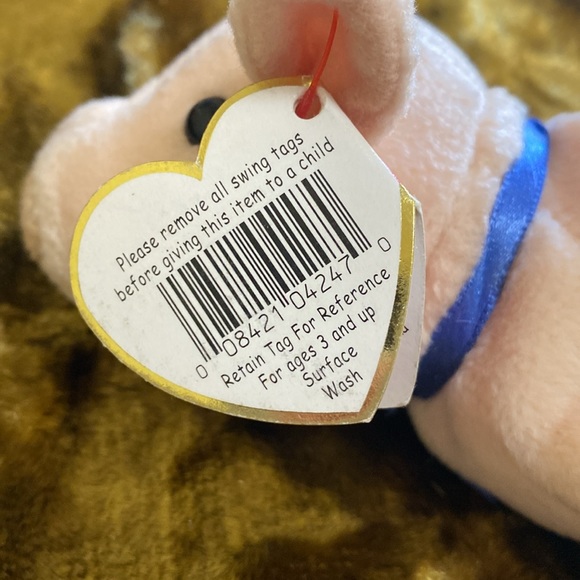 Please remove all swing tags
before giving this item to a child
0 08421 04247 0
Retain Tag For Reference
For ages 3 and up
Surface
Wash